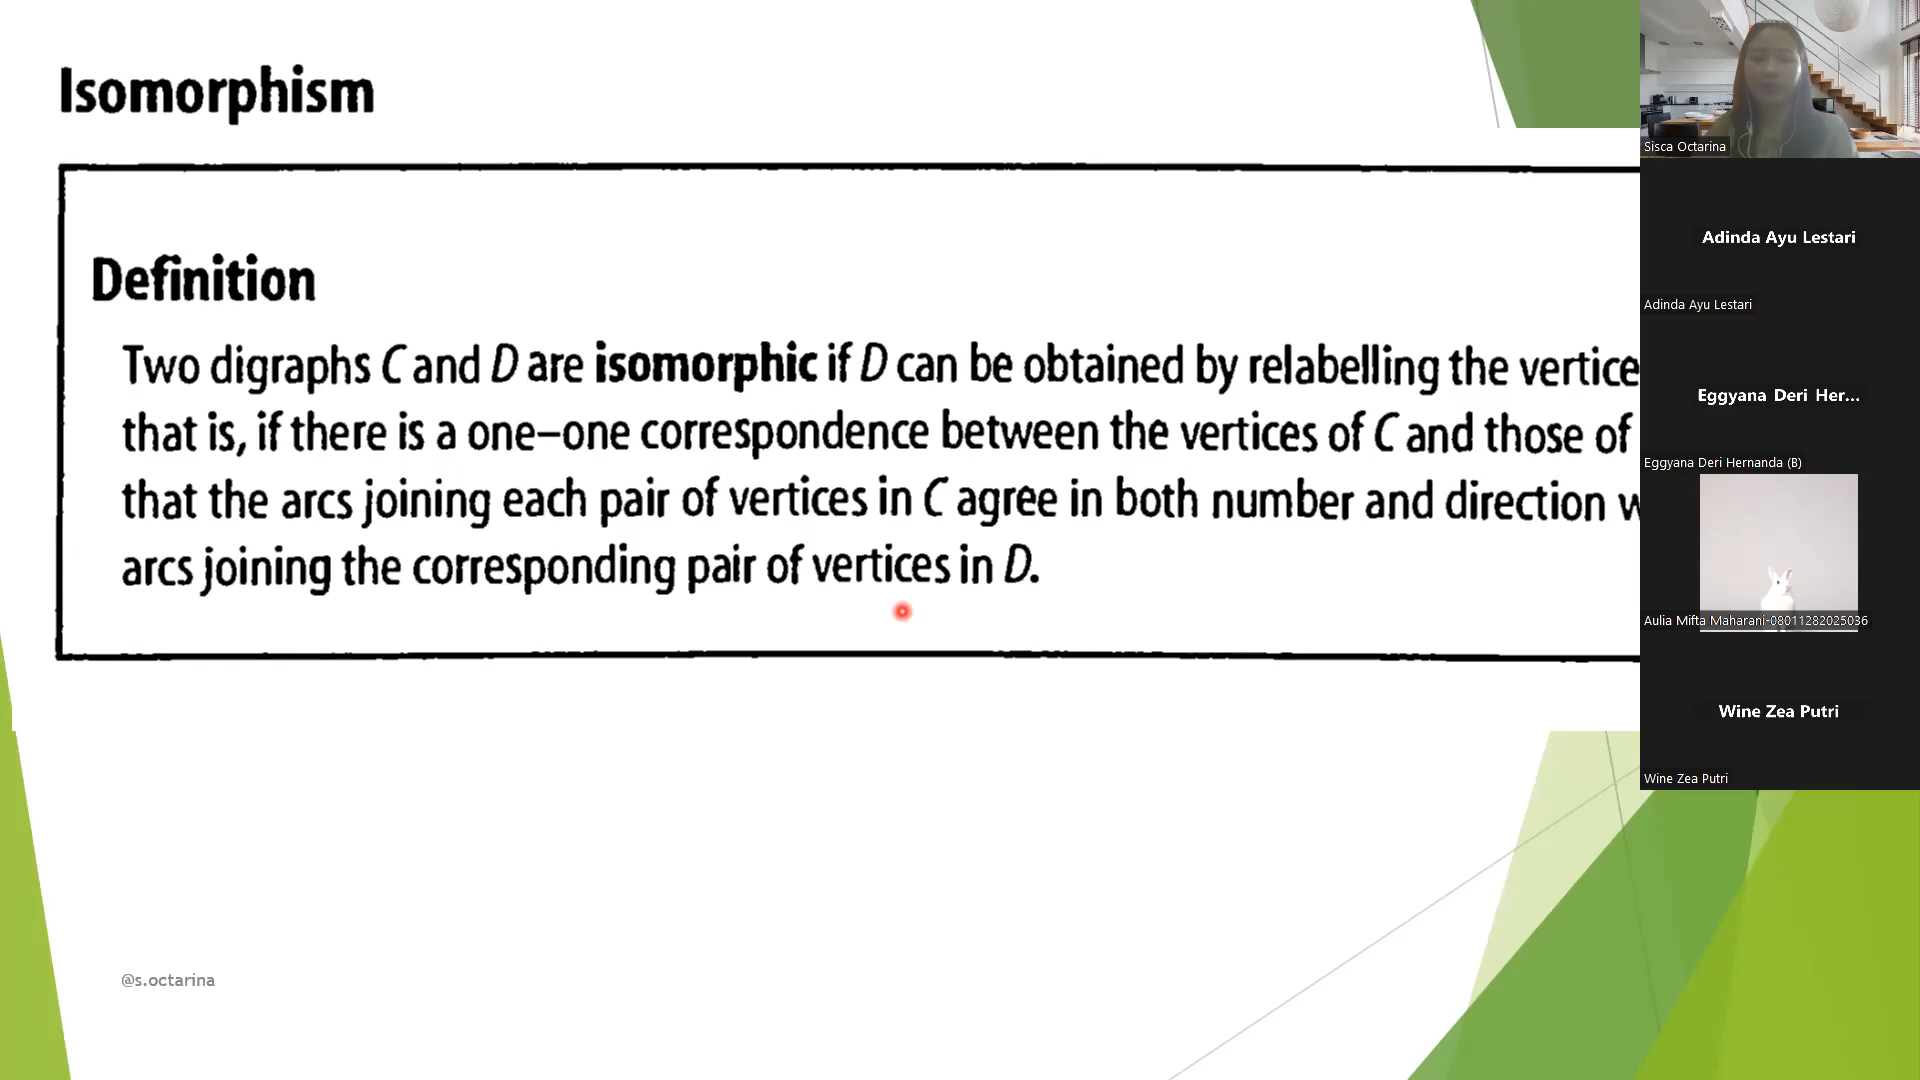 Isomorphism
Definition
Two digraphs C and D are isomorphic if D can be obtained by relabelling the vertice
that is, if there is a one–one correspondence between the vertices of C and those of
that the arcs joining each pair of vertices in C agree in both number and direction w
arcs joining the corresponding pair of vertices in D.
@s.octarina
Sisca Octarina
Adinda Ayu Lestari
Adinda Ayu Lestari
Eggyana Deri Her...
Eggyana Deri Hernanda (B)
Aulia Mifta Maharani-08011282025036
Wine Zea Putri
Wine Zea Putri